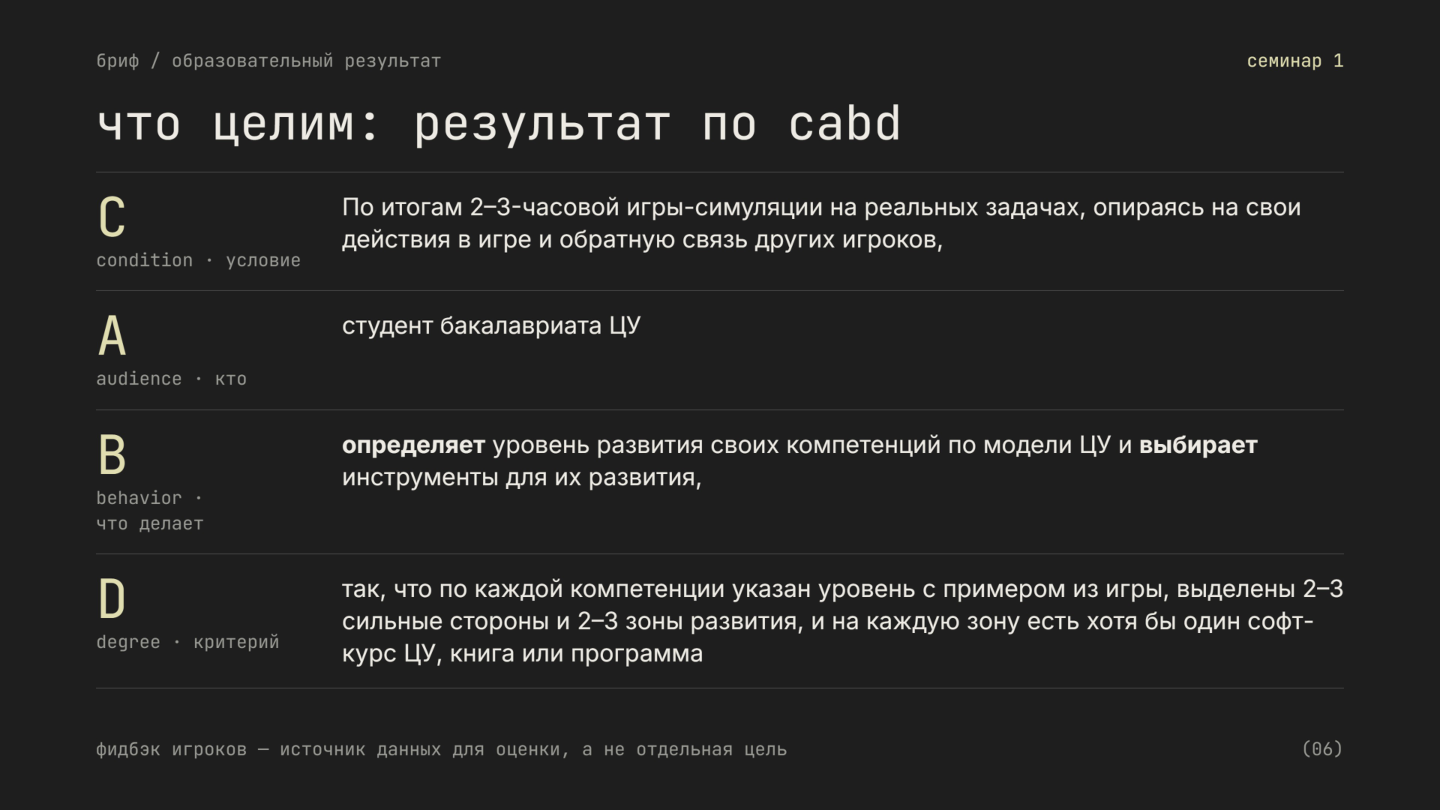 бриф / образовательный результат
семинар 1
что целим: результат по cabd
C
condition · условие
По итогам 2–3-часовой игры-симуляции на реальных задачах, опираясь на свои
действия в игре и обратную связь других игроков,
A
audience · кто
студент бакалавриата ЦУ
B
behavior ·
что делает
определяет уровень развития своих компетенций по модели ЦУ и выбирает
инструменты для их развития,
D
degree · критерий
так, что по каждой компетенции указан уровень с примером из игры, выделены 2–3
сильные стороны и 2–3 зоны развития, и на каждую зону есть хотя бы один софт-
курс ЦУ, книга или программа
фидбэк игроков — источник данных для оценки, а не отдельная цель
(06)